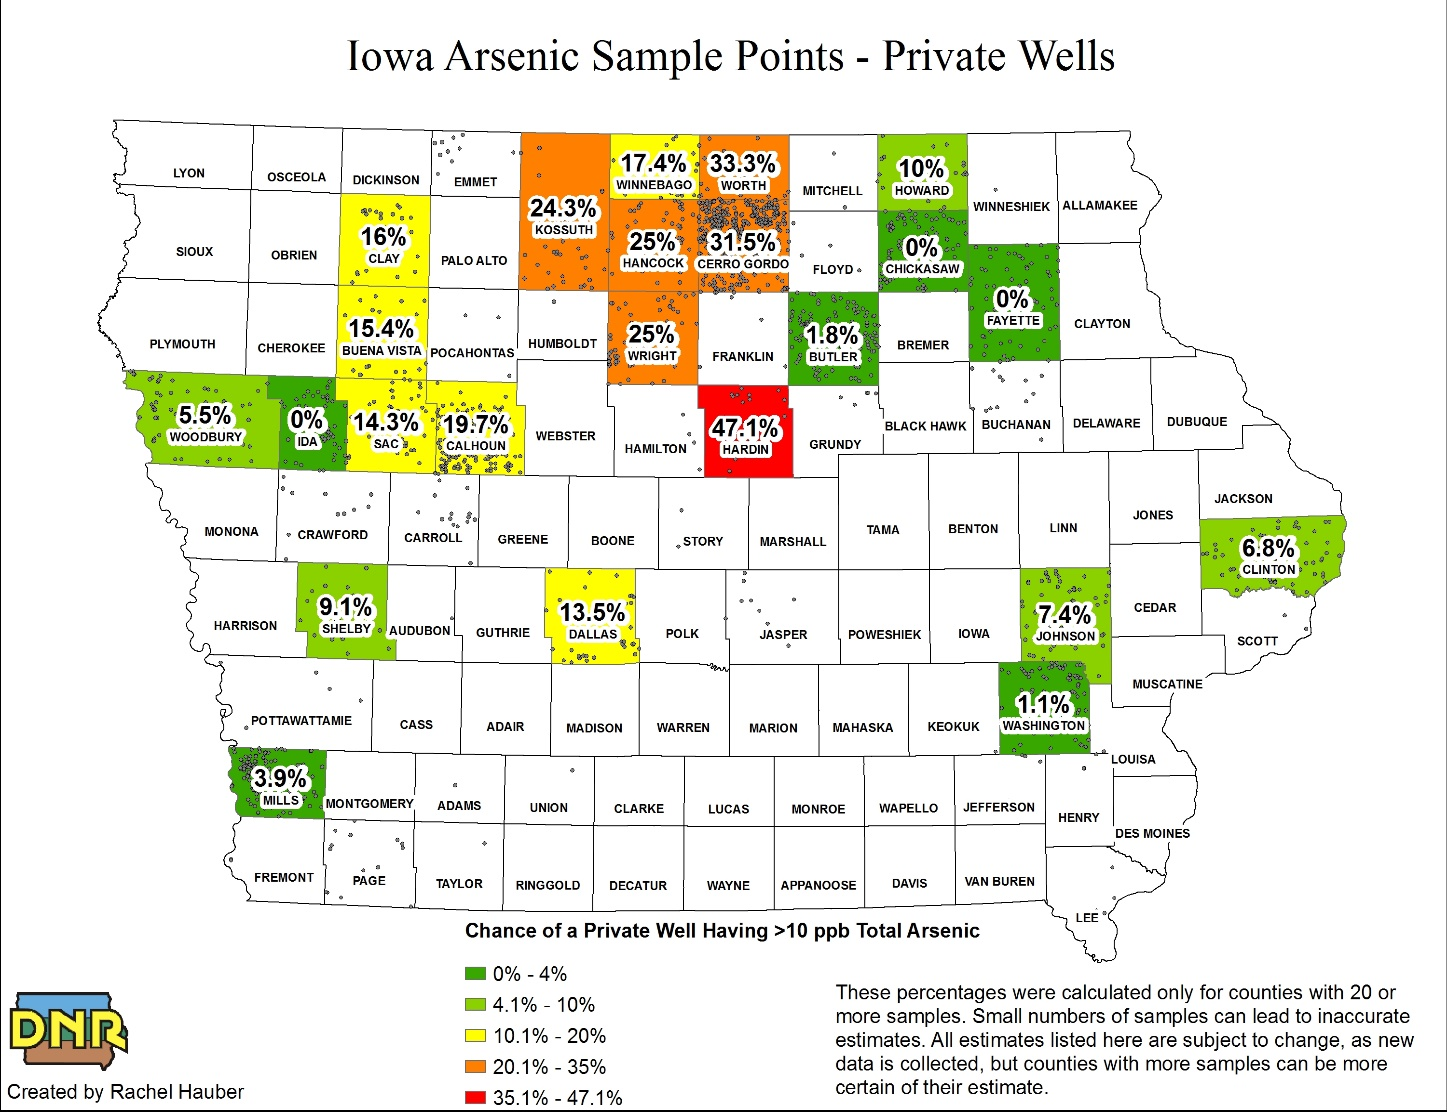 Iowa Arsenic Sample Points - Private Wells
LYON
OSCEOLA
DICKINSON
EMMET
24.3%
KOSSUTH
17.4%
WINNEBAGO
33.3%
WORTH
MITCHELL
10%
HOWARD
WINNESHIEK
ALLAMAKEE
SIOUX
OBRIEN
16%
CLAY
PALO ALTO
25%
HANCOCK
31.5%
CERRO GORDO
FLOYD
0%
CHICKASAW
0%
FAYETTE
CLAYTON
PLYMOUTH
CHEROKEE
15.4%
BUENA VISTA
POCAHONTAS
HUMBOLDT
25%
WRIGHT
FRANKLIN
1.8%
BUTLER
BREMER
5.5%
WOODBURY
0%
IDA
14.3%
SAC
19.7%
CALHOUN
WEBSTER
HAMILTON
47.1%
HARDIN
GRUNDY
BLACK HAWK
BUCHANAN
DELAWARE
DUBUQUE
MONONA
CRAWFORD
CARROLL
GREENE
BOONE
STORY
MARSHALL
TAMA
BENTON
LINN
JONES
JACKSON
6.8%
CLINTON
HARRISON
9.1%
SHELBY
AUDUBON
GUTHRIE
13.5%
DALLAS
POLK
JASPER
POWESHIEK
IOWA
7.4%
JOHNSON
CEDAR
SCOTT
MUSCATINE
POTTAWATTAMIE
CASS
ADAIR
MADISON
WARREN
MARION
MAHASKA
KEOKUK
1.1%
WASHINGTON
LOUISA
3.9%
MILLS
MONTGOMERY
ADAMS
UNION
CLARKE
LUCAS
MONROE
WAPELLO
JEFFERSON
HENRY
DES MOINES
FREMONT
PAGE
TAYLOR
RINGGOLD
DECATUR
WAYNE
APPANOOSE
DAVIS
VAN BUREN
LEE
Chance of a Private Well Having >10 ppb Total Arsenic
0% - 4%
4.1% - 10%
10.1% - 20%
20.1% - 35%
35.1% - 47.1%
These percentages were calculated only for counties with 20 or
more samples. Small numbers of samples can lead to inaccurate
estimates. All estimates listed here are subject to change, as new
data is collected, but counties with more samples can be more
certain of their estimate.
DNR
Created by Rachel Hauber